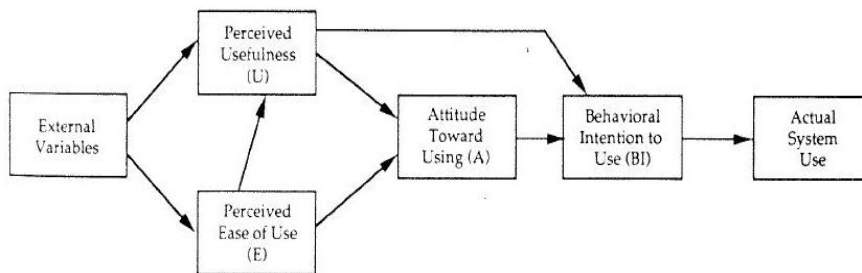 Perceived
Usefulness
(U)
External
Variables
Attitude
Toward
Using (A)
Behavioral
Intention to
Use (BI)
Actual
System
Use
Perceived
Ease of Use
(E)